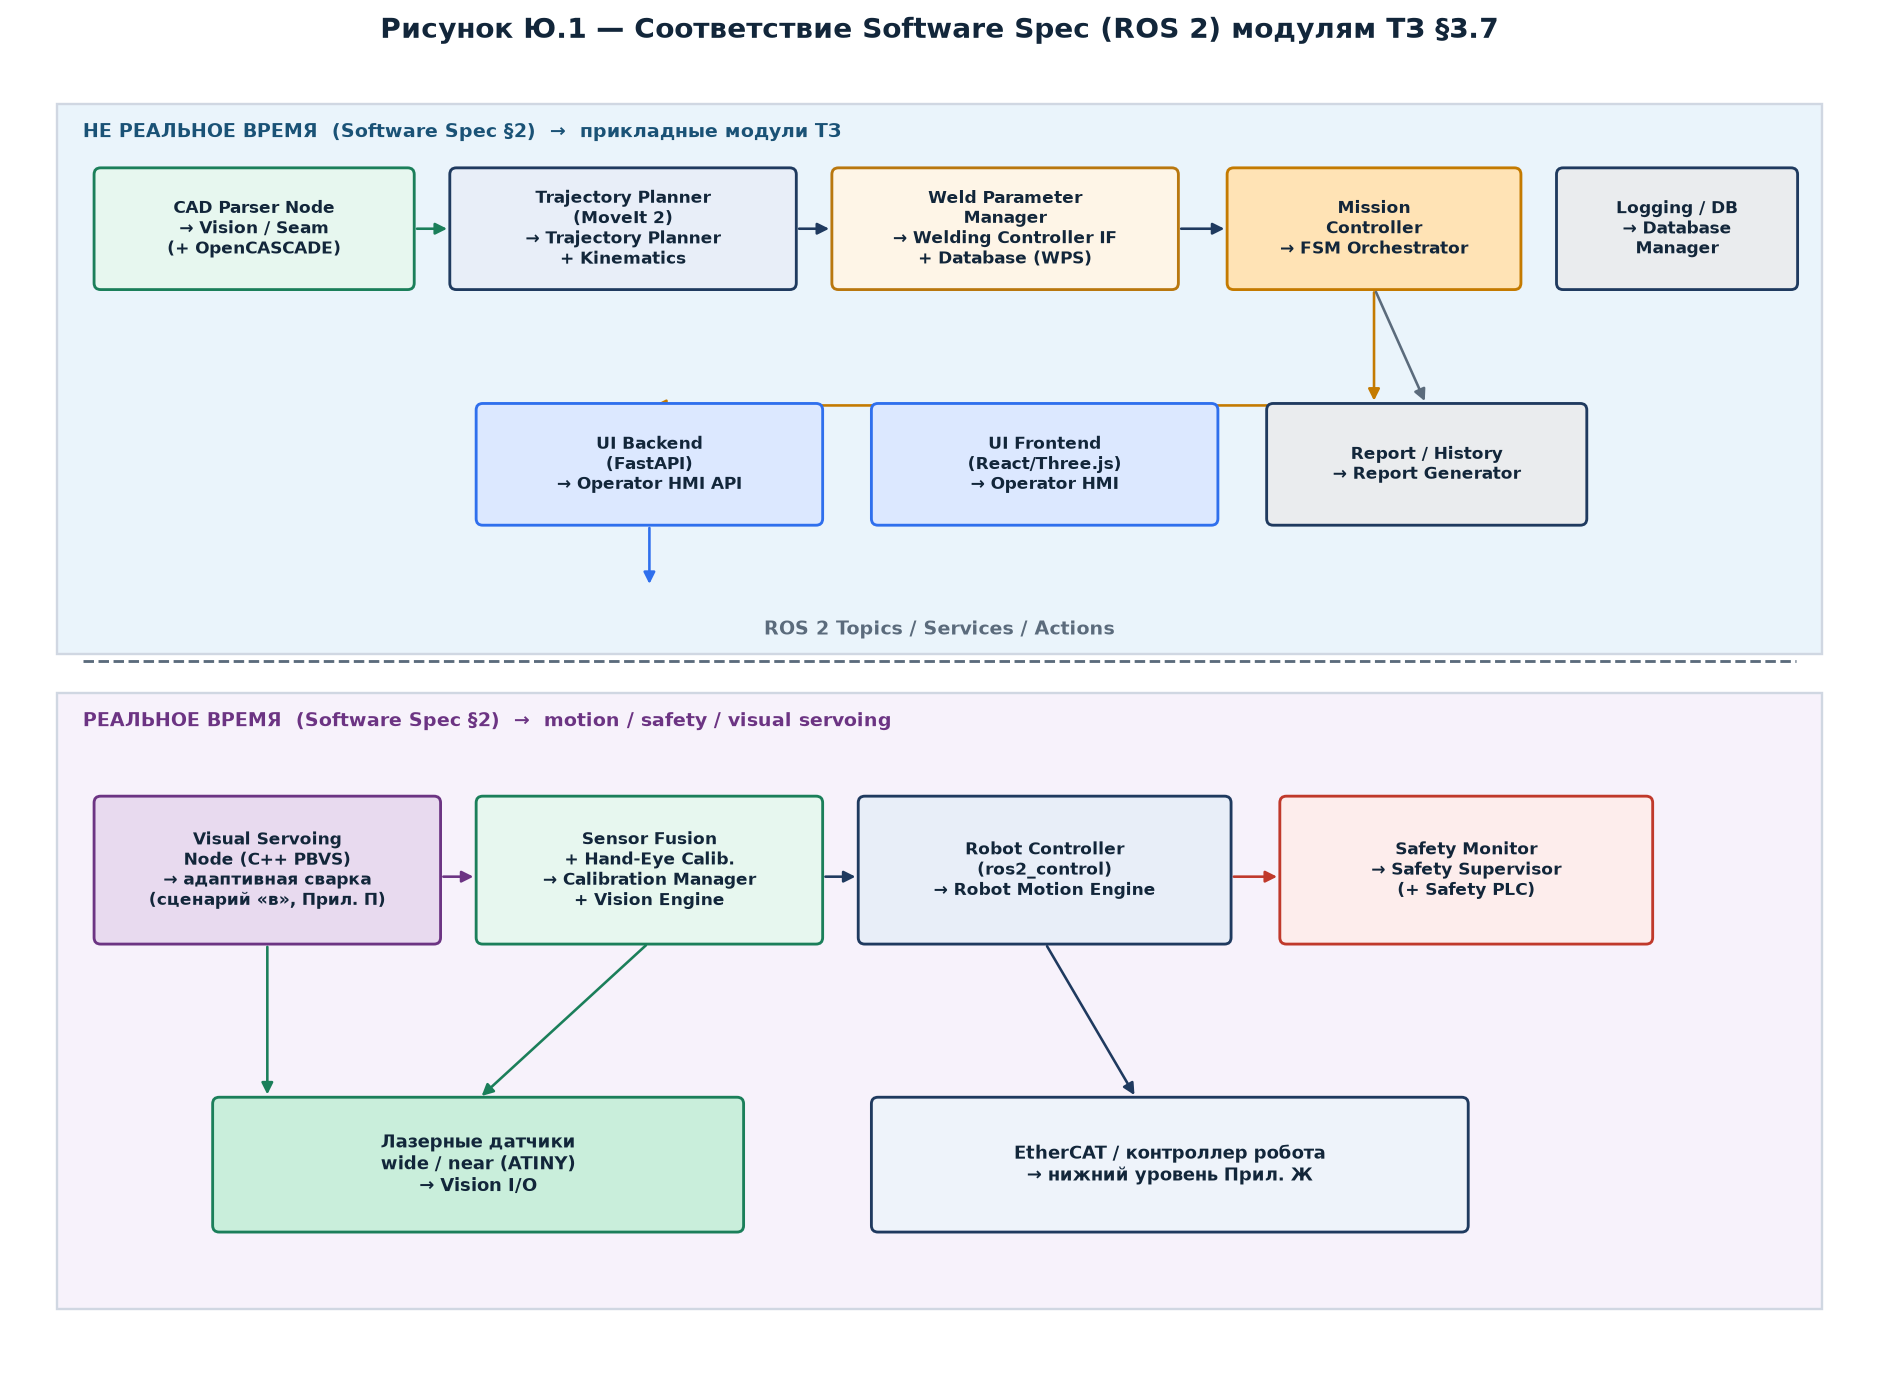 Рисунок Ю.1 — Соответствие Software Spec (ROS 2) модулям ТЗ §3.7
НЕ РЕАЛЬНОЕ ВРЕМЯ (Software Spec §2) → прикладные модули ТЗ
CAD Parser Node
→ Vision / Seam
(+ OpenCASCADE)
Trajectory Planner
(MoveIt 2)
→ Trajectory Planner
+ Kinematics
Weld Parameter
Manager
→ Welding Controller IF
+ Database (WPS)
Mission
Controller
→ FSM Orchestrator
Logging / DB
→ Database
Manager
UI Backend
(FastAPI)
→ Operator HMI API
UI Frontend
(React/Three.js)
→ Operator HMI
Report / History
→ Report Generator
ROS 2 Topics / Services / Actions
РЕАЛЬНОЕ ВРЕМЯ (Software Spec §2) → motion / safety / visual servoing
Visual Servoing
Node (C++ PBVS)
→ адаптивная сварка
(сценарий «в», Прил. П)
Sensor Fusion
+ Hand-Eye Calib.
→ Calibration Manager
+ Vision Engine
Robot Controller
(ros2_control)
→ Robot Motion Engine
Safety Monitor
→ Safety Supervisor
(+ Safety PLC)
Лазерные датчики
wide / near (ATINY)
→ Vision I/O
EtherCAT / контроллер робота
→ нижний уровень Прил. Ж